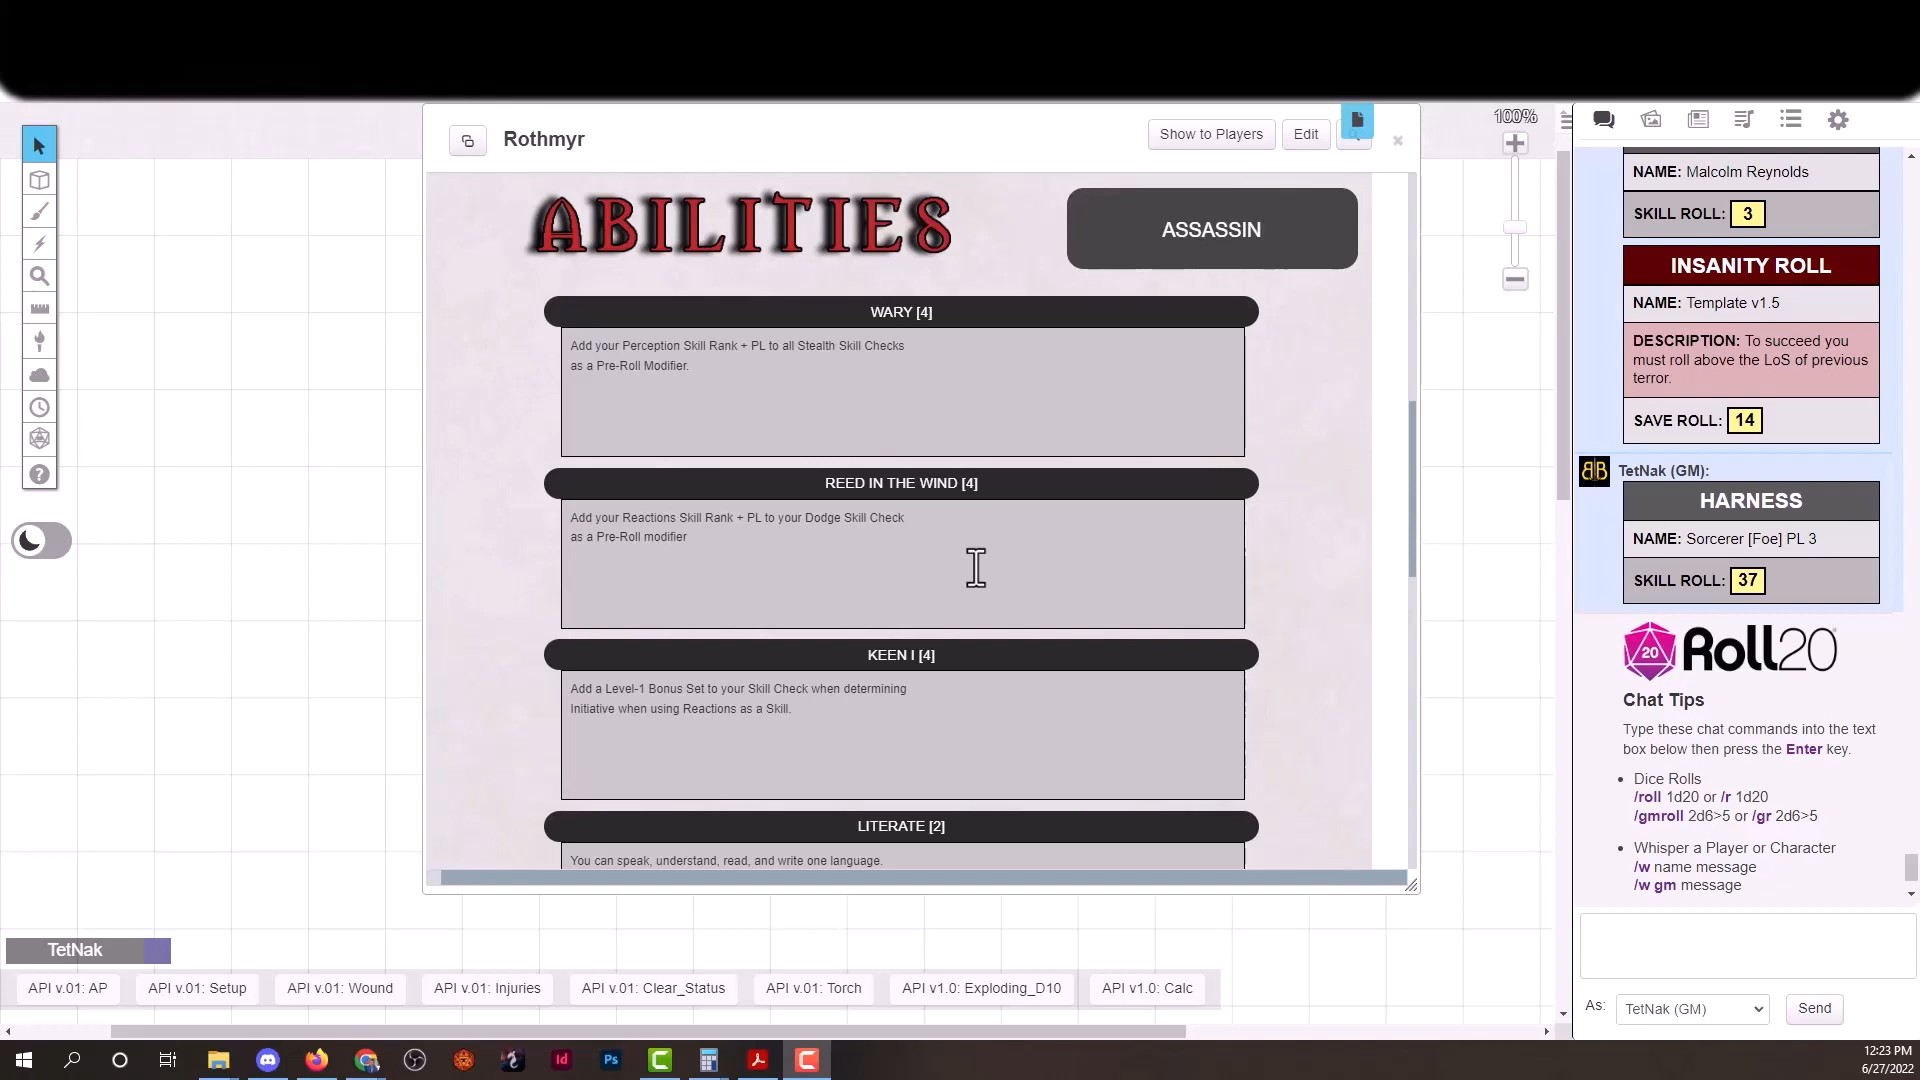 Rothmyr
Show to Players
Edit
100%
ABILITIES
ASSASSIN
WARY [4]
Add your Perception Skill Rank + PL to all Stealth Skill Checks
as a Pre-Roll Modifier.
REED IN THE WIND [4]
Add your Reactions Skill Rank + PL to your Dodge Skill Check
as a Pre-Roll modifier
KEEN I [4]
Add a Level-1 Bonus Set to your Skill Check when determining
Initiative when using Reactions as a Skill.
LITERATE [2]
You can speak, understand, read, and write one language.
NAME: Malcolm Reynolds
SKILL ROLL: 3
INSANITY ROLL
NAME: Template v1.5
DESCRIPTION: To succeed you
must roll above the LoS of previous
terror.
SAVE ROLL: 14
TetNak (GM):
HARNESS
NAME: Sorcerer [Foe] PL 3
SKILL ROLL: 37
20 Roll20
Chat Tips
Type these chat commands into the text
box below then press the Enter key.
• Dice Rolls
/roll 1d20 or /r 1d20
/gmroll 2d6>5 or /gr 2d6>5
• Whisper a Player or Character
/w name message
/w gm message
As: TetNak (GM)
Send
TetNak
API v.01: AP
API v.01: Setup
API v.01: Wound
API v.01: Injuries
API v.01: Clear_Status
API v.01: Torch
API v1.0: Exploding_D10
API v1.0: Calc
Id
Ps
12:23 PM
6/27/2022